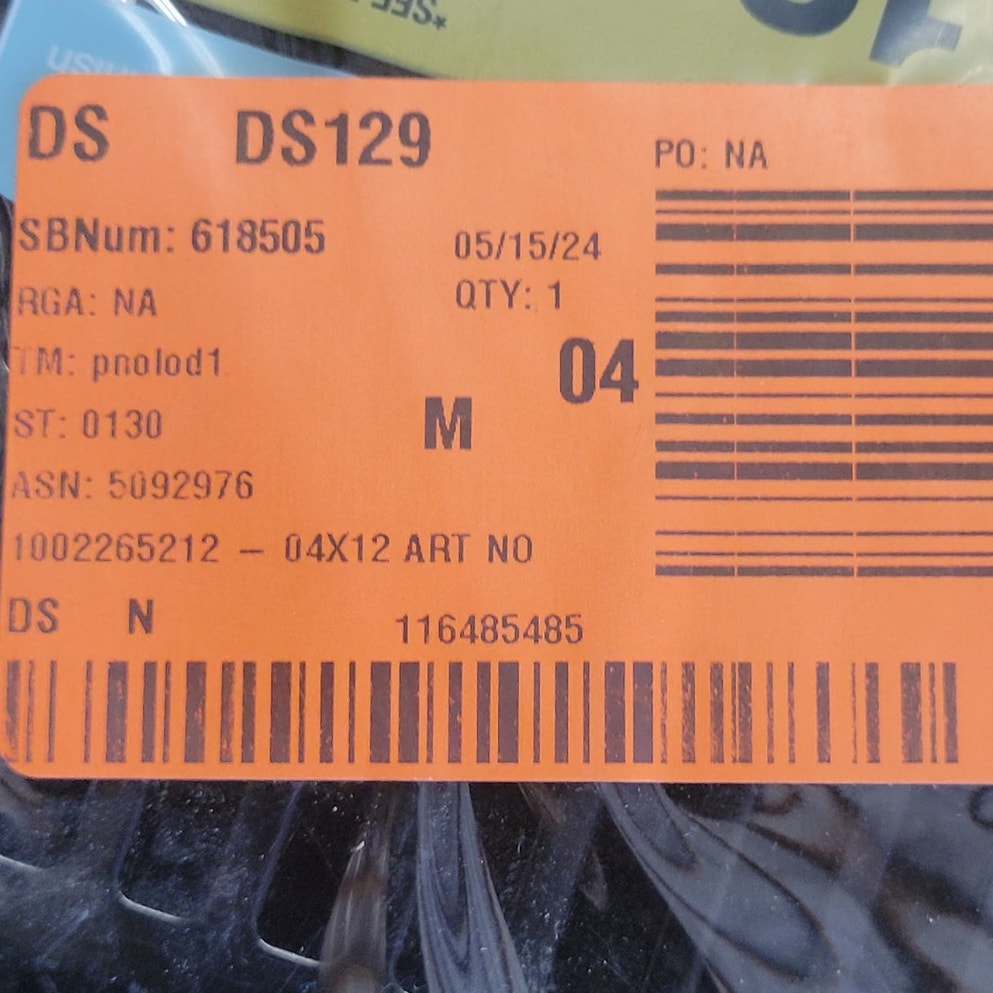 *SEE
DS DS129
PO: NA
SBNum: 618505
05/15/24
RGA: NA
QTY: 1
TM: pnolod1
04
ST: 0130
M
ASN: 5092976
1002265212 – 04X12 ART NO
DS N
116485485